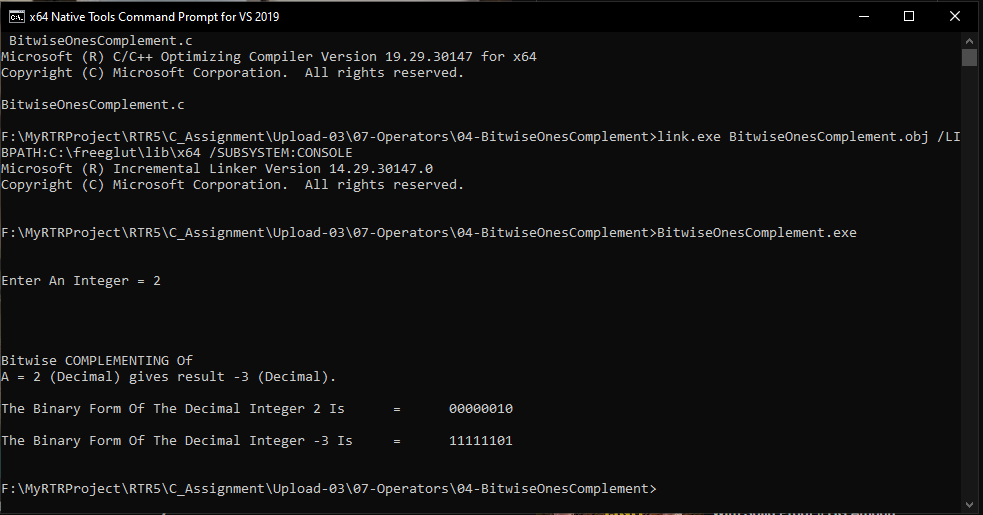 x64 Native Tools Command Prompt for VS 2019
BitwiseOnesComplement.c
Microsoft (R) C/C++ Optimizing Compiler Version 19.29.30147 for x64
Copyright (C) Microsoft Corporation.  All rights reserved.
BitwiseOnesComplement.c
F:\MyRTRProject\RTR5\C_Assignment\Upload-03\07-Operators\04-BitwiseOnesComplement>link.exe BitwiseOnesComplement.obj /LI
BPATH:C:\freeglut\lib\x64 /SUBSYSTEM:CONSOLE
Microsoft (R) Incremental Linker Version 14.29.30147.0
Copyright (C) Microsoft Corporation.  All rights reserved.
F:\MyRTRProject\RTR5\C_Assignment\Upload-03\07-Operators\04-BitwiseOnesComplement>BitwiseOnesComplement.exe
Enter An Integer = 2
Bitwise COMPLEMENTING Of
A = 2 (Decimal) gives result -3 (Decimal).
The Binary Form Of The Decimal Integer 2 Is      =      00000010
The Binary Form Of The Decimal Integer -3 Is     =      11111101
F:\MyRTRProject\RTR5\C_Assignment\Upload-03\07-Operators\04-BitwiseOnesComplement>